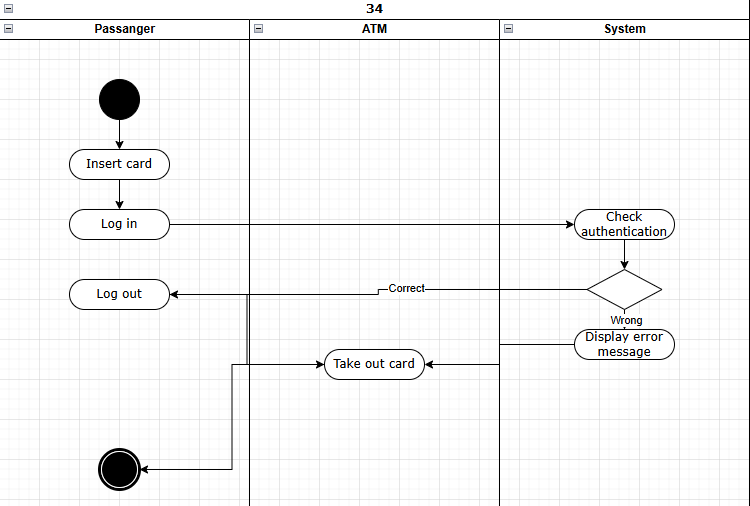 34
Passanger
ATM
System
Insert card
Log in
Check
authentication
Log out
Correct
Wrong
Display error
message
Take out card